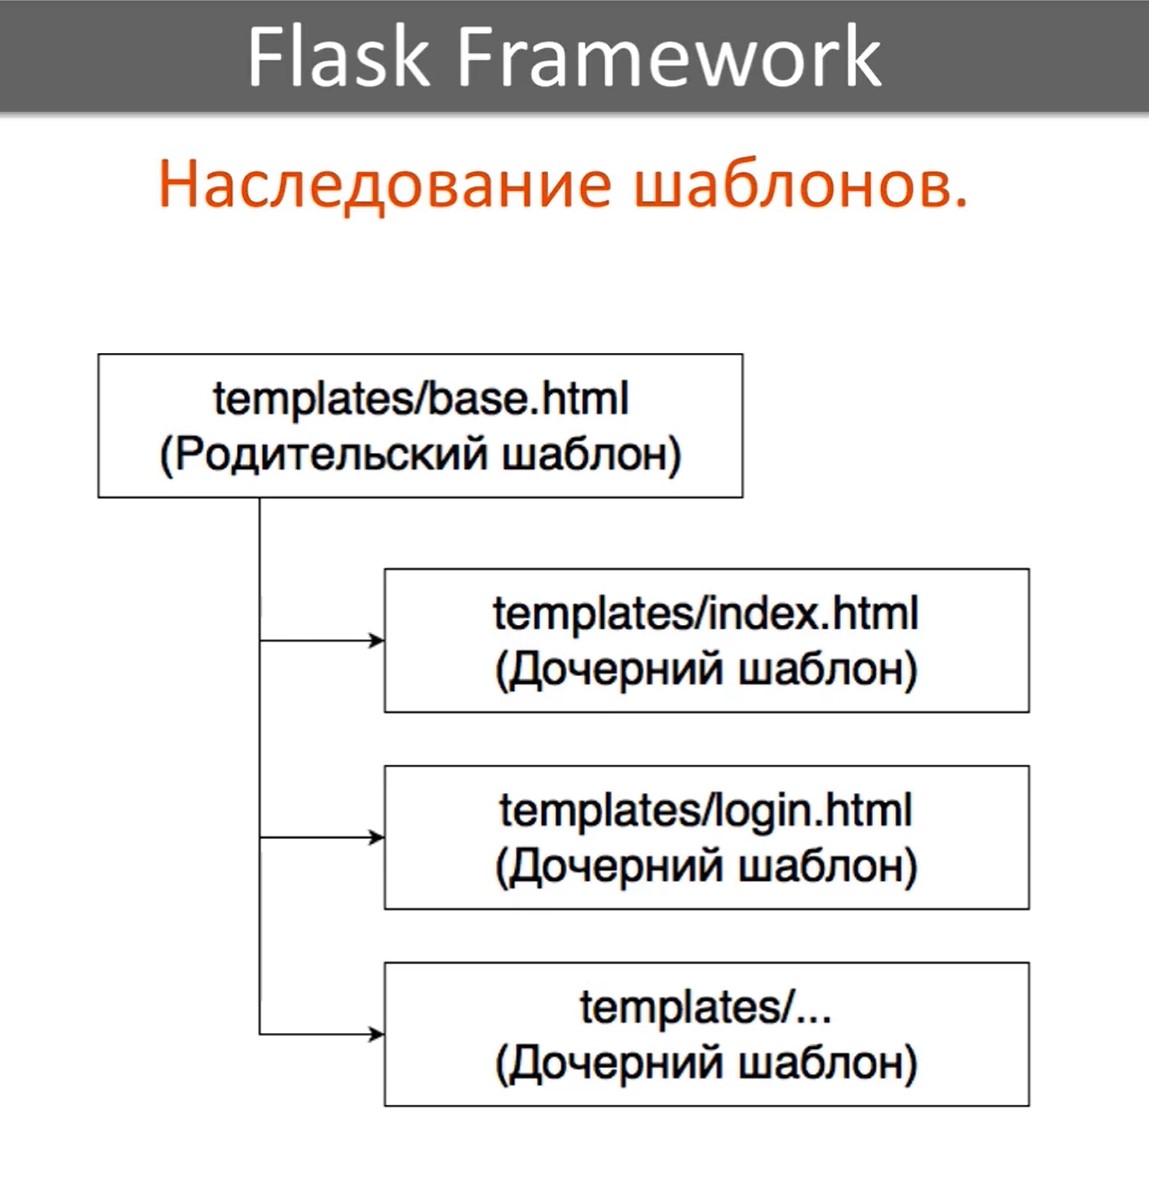 Flask Framework
Наследование шаблонов.
templates/base.html
(Родительский шаблон)
templates/index.html
(Дочерний шаблон)
templates/login.html
(Дочерний шаблон)
templates/...
(Дочерний шаблон)